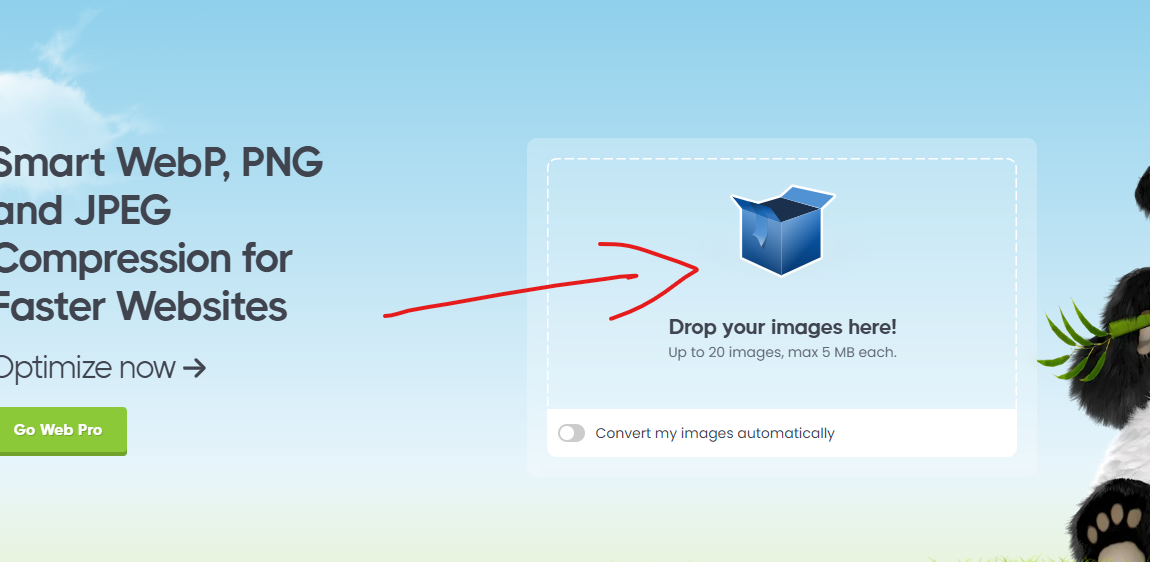 Smart WebP, PNG
and JPEG
Compression for
Faster Websites
Optimize now
Go Web Pro
Drop your images here!
Up to 20 images, max 5 MB each.
Convert my images automatically